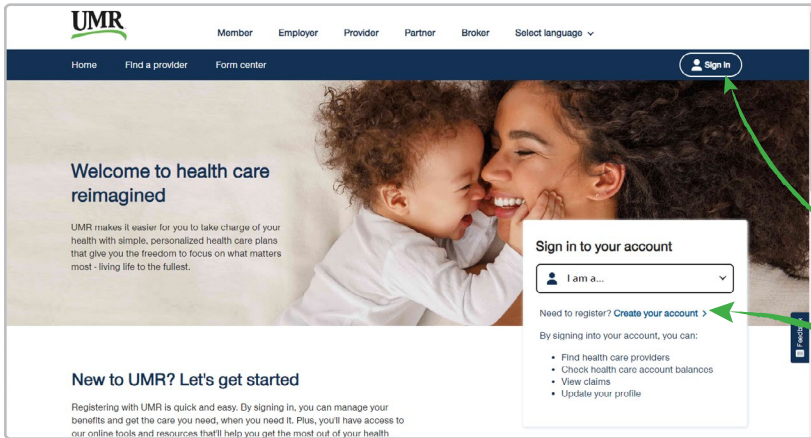 UMR
Member Employer Provider Partner Broker Select language
Home Find a provider Form center Sign in
Welcome to health care
reimagined
UMR makes it easier for you to take charge of your
health with simple, personalized health care plans
that give you the freedom to focus on what matters
most - living life to the fullest.
Sign in to your account
I am a...
Need to register? Create your account >
By signing into your account, you can:
• Find health care providers
• Check health care account balances
• View claims
• Update your profile
Feedback
New to UMR? Let's get started
Registering with UMR is quick and easy. By signing in, you can manage your
benefits and get the care you need, when you need it. Plus, you'll have access to
our online tools and resources that'll help you get the most out of your health